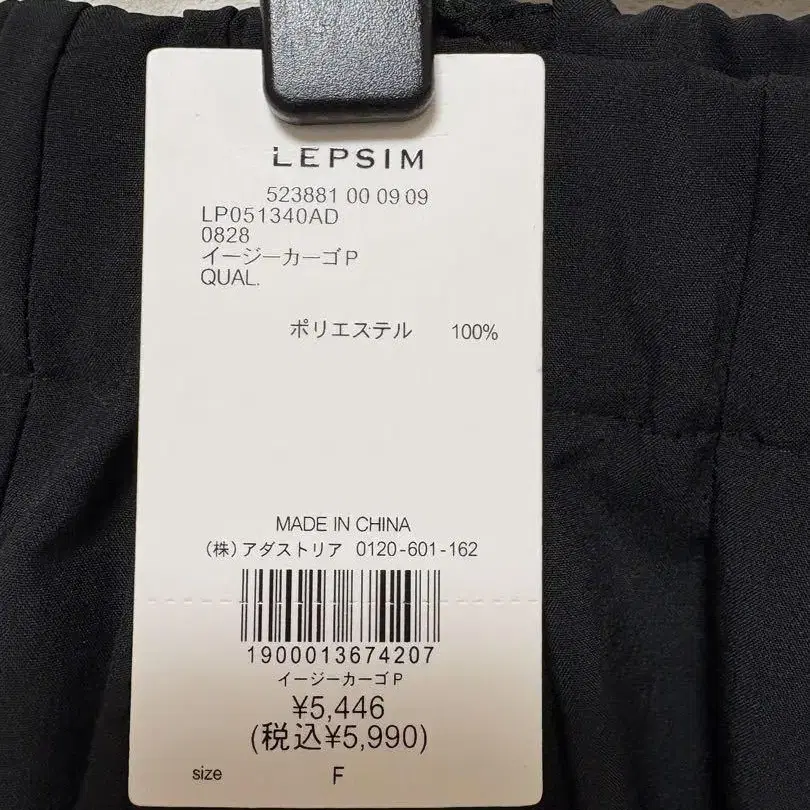 LEPSIM
523881 00 09 09
LP051340AD
0828
イージーカーゴP
QUAL.
ポリエステル 100%
MADE IN CHINA
(株)アダストリア 0120-601-162
1900013674207
イージーカーゴP
¥5,446
(税込¥5,990)
size F